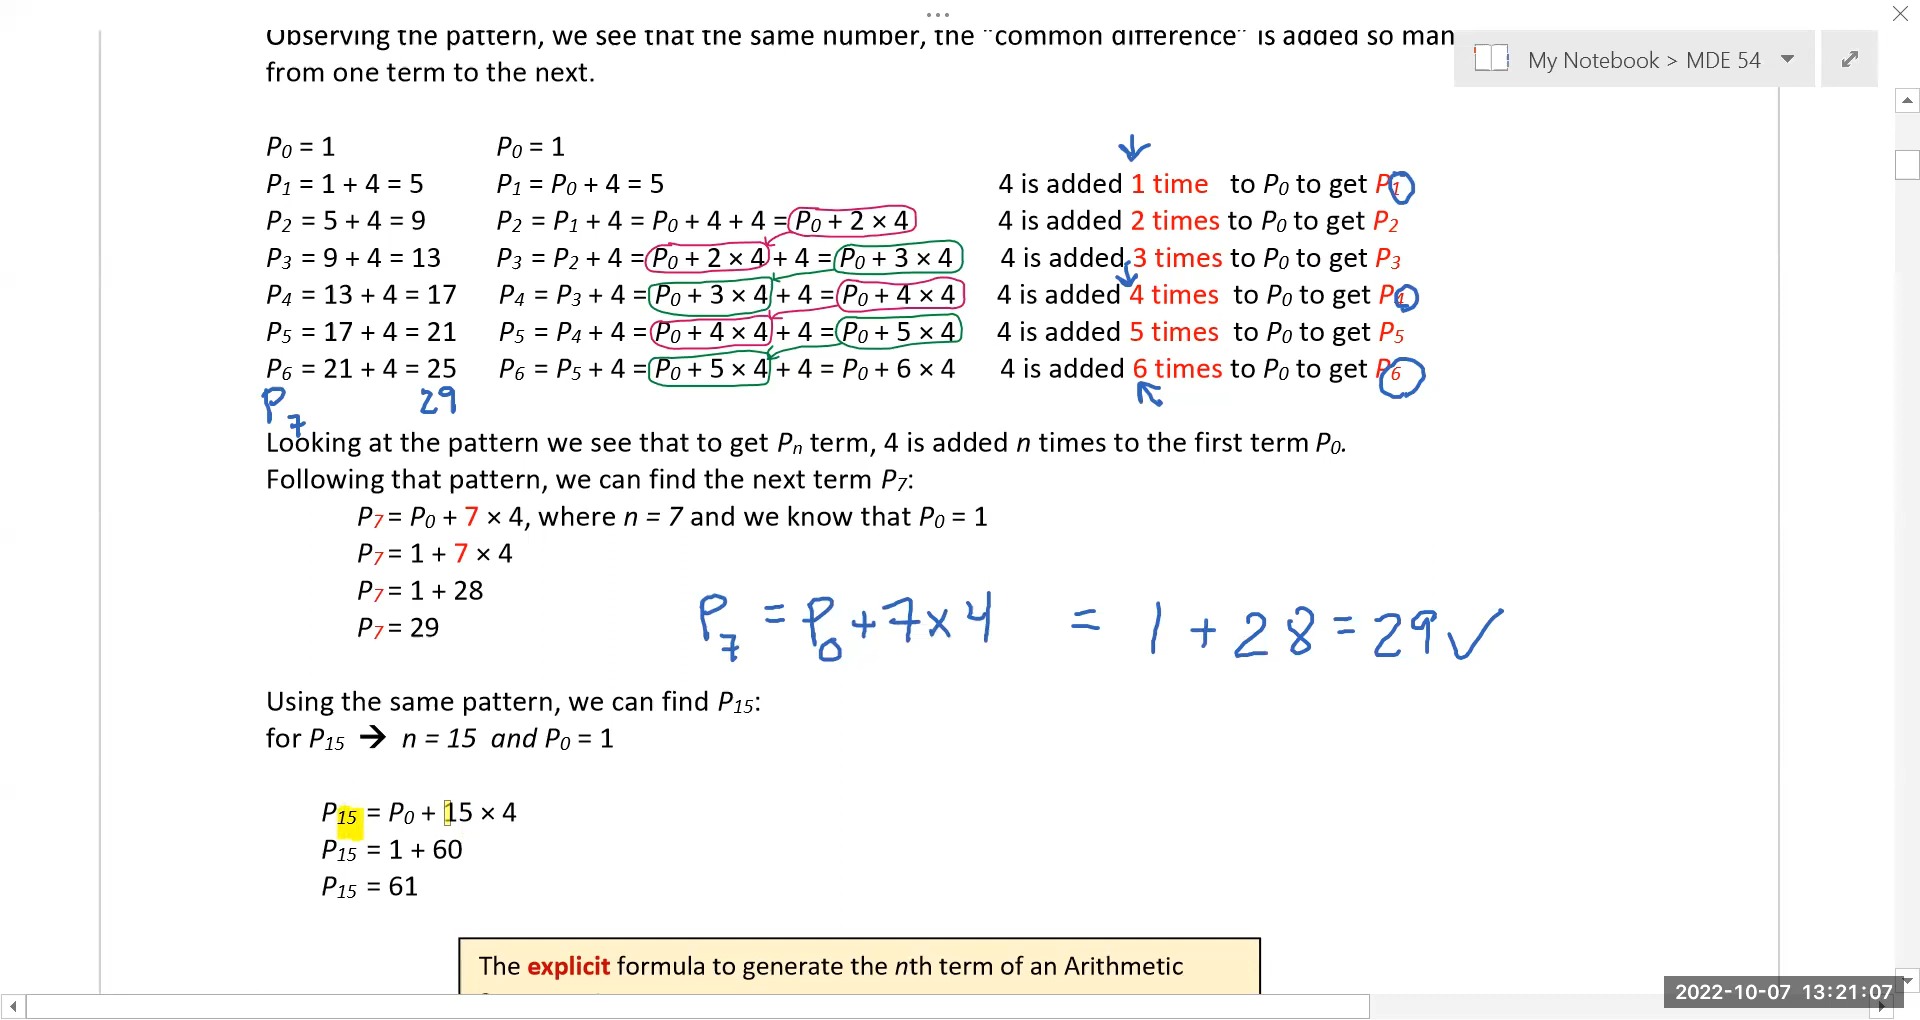 Observing the pattern, we see that the same number, the "common difference" is added so man
from one term to the next.
My Notebook > MDE 54
P0 = 1 P0 = 1
P1 = 1 + 4 = 5 P1 = P0 + 4 = 5 4 is added 1 time to P0 to get P1
P2 = 5 + 4 = 9 P2 = P1 + 4 = P0 + 4 + 4 = P0 + 2 × 4 4 is added 2 times to P0 to get P2
P3 = 9 + 4 = 13 P3 = P2 + 4 = P0 + 2 × 4 + 4 = P0 + 3 × 4 4 is added 3 times to P0 to get P3
P4 = 13 + 4 = 17 P4 = P3 + 4 = P0 + 3 × 4 + 4 = P0 + 4 × 4 4 is added 4 times to P0 to get P4
P5 = 17 + 4 = 21 P5 = P4 + 4 = P0 + 4 × 4 + 4 = P0 + 5 × 4 4 is added 5 times to P0 to get P5
P6 = 21 + 4 = 25 P6 = P5 + 4 = P0 + 5 × 4 + 4 = P0 + 6 × 4 4 is added 6 times to P0 to get P6
P7 29
Looking at the pattern we see that to get Pn term, 4 is added n times to the first term P0.
Following that pattern, we can find the next term P7:
P7 = P0 + 7 × 4, where n = 7 and we know that P0 = 1
P7 = 1 + 7 × 4
P7 = 1 + 28
P7 = 29
P7 = P0 + 7 × 4 = 1 + 28 = 29 ✓
Using the same pattern, we can find P15:
for P15 ➔ n = 15 and P0 = 1
P15 = P0 + 15 × 4
P15 = 1 + 60
P15 = 61
The explicit formula to generate the nth term of an Arithmetic
2022-10-07 13:21:07